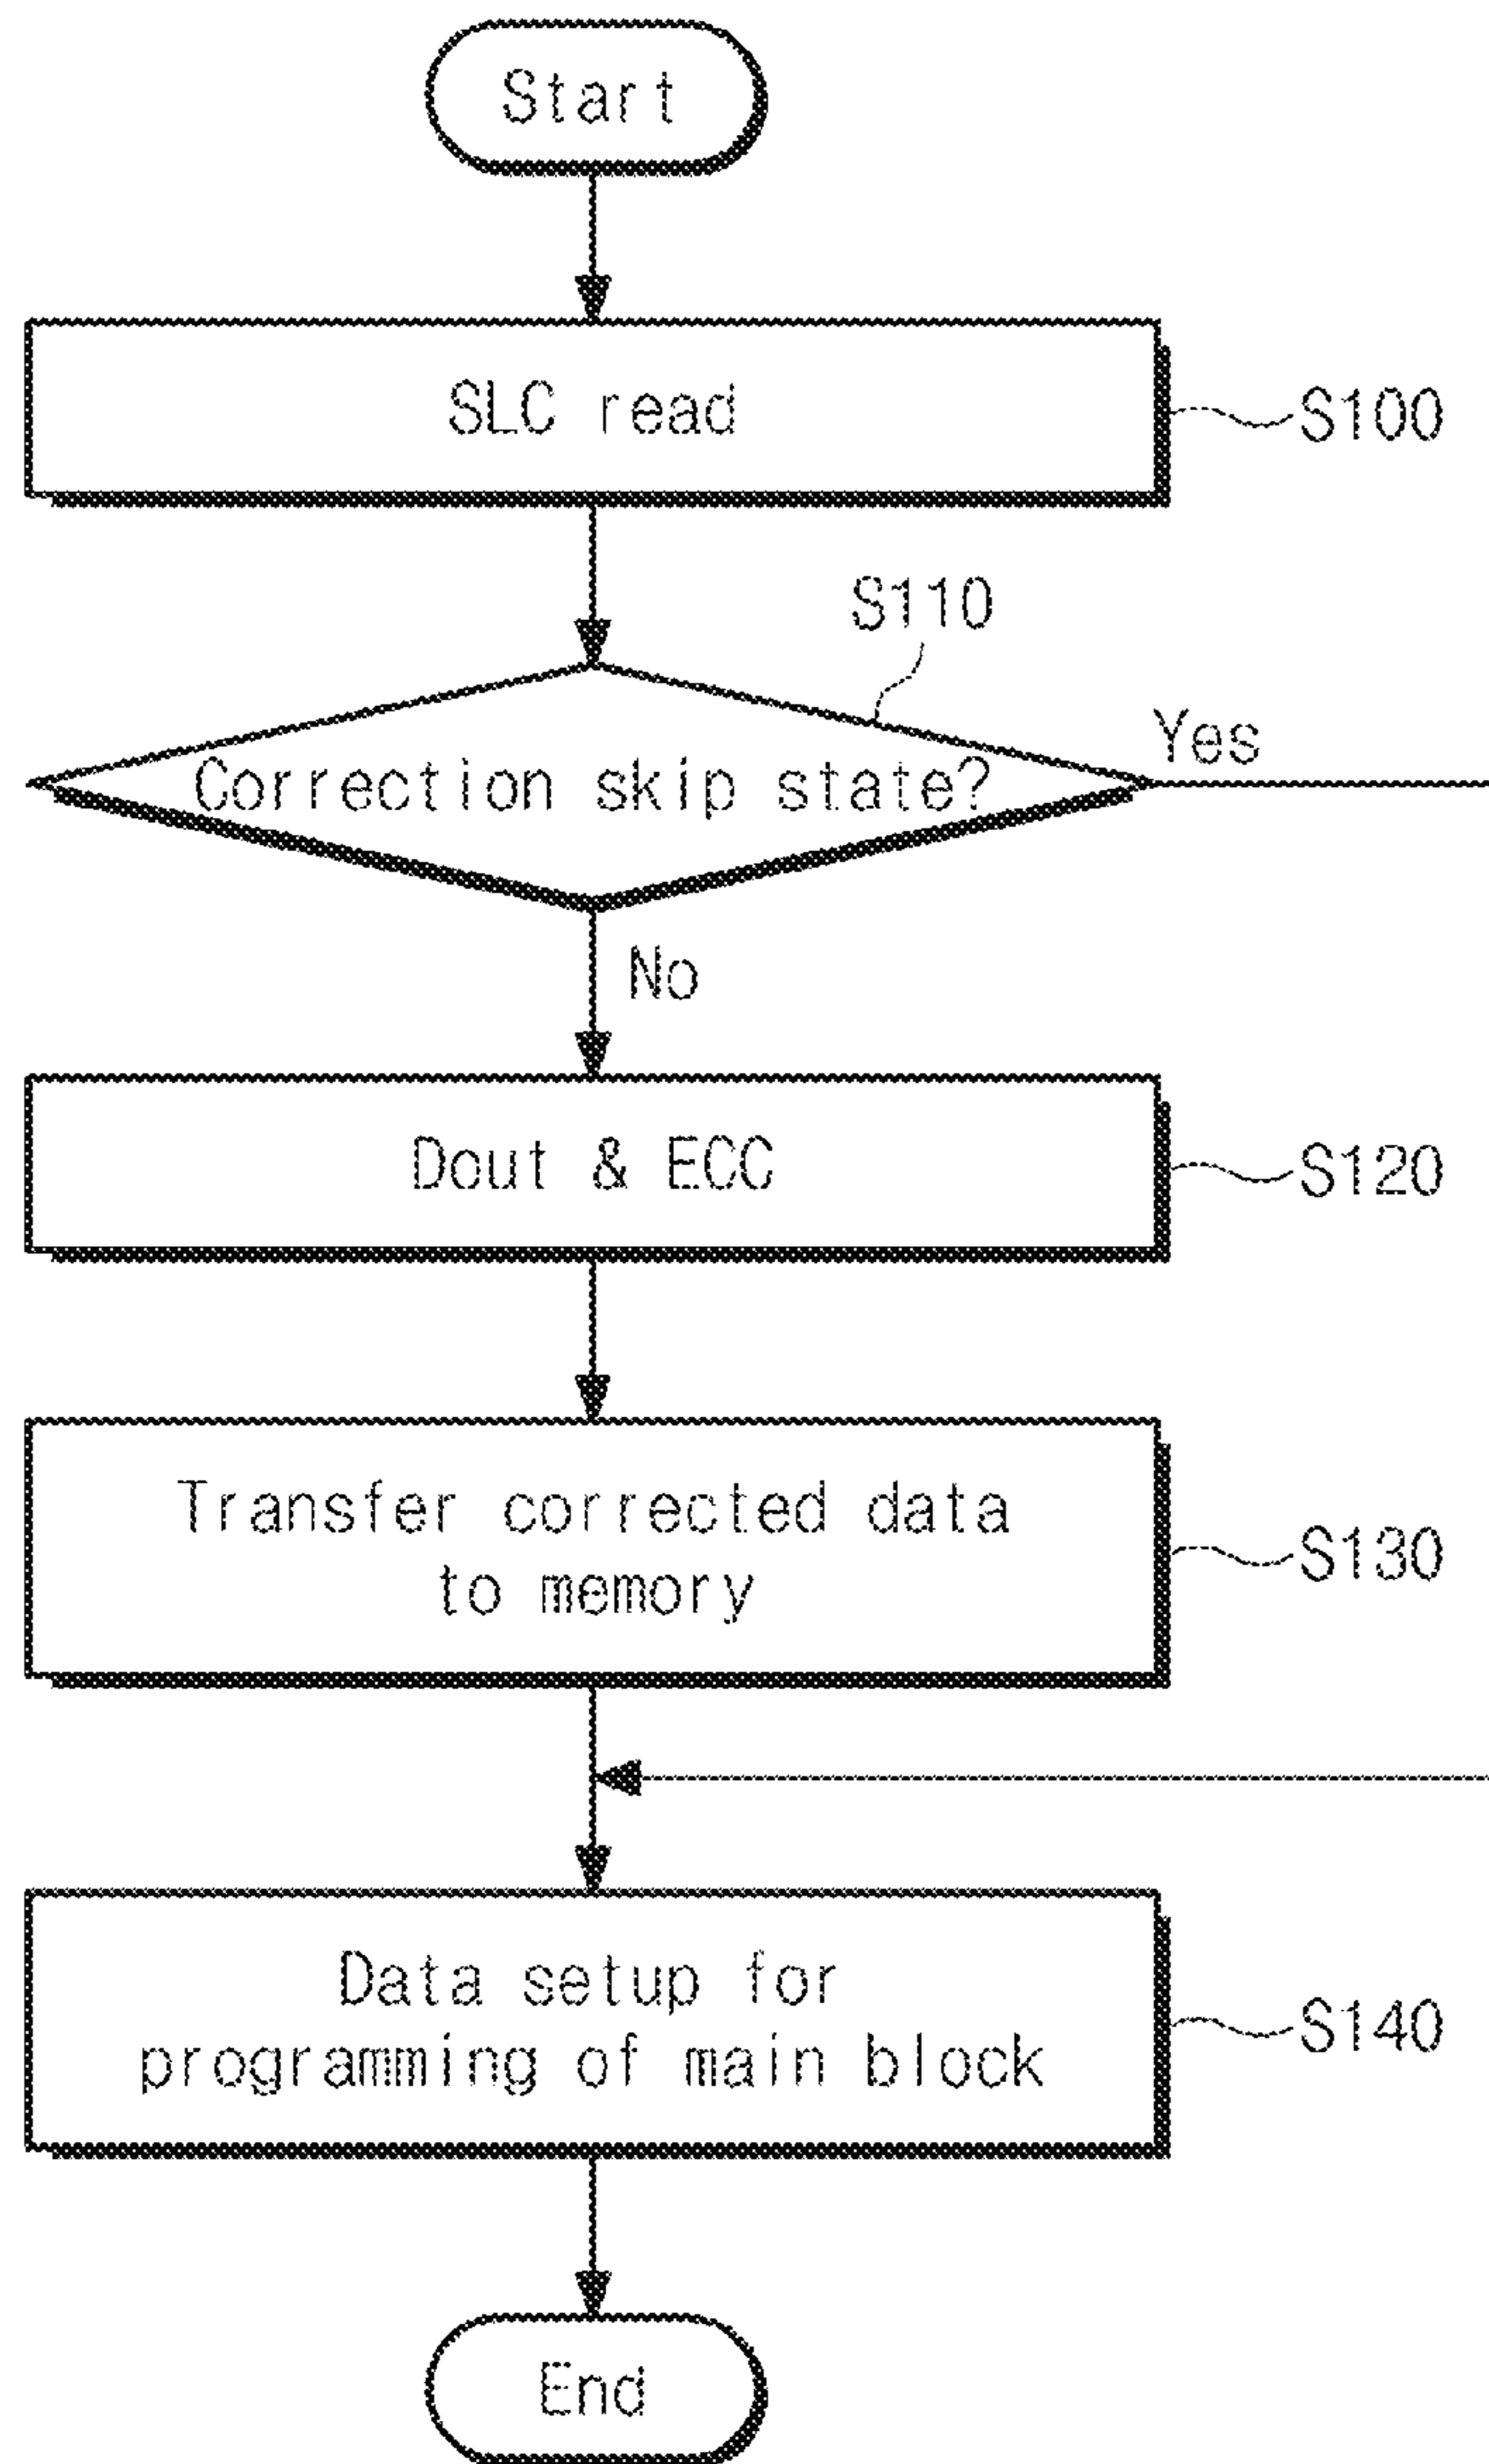 Start
SLC read
S100
S110
Correction skip state?
Yes
No
Dout & ECC
S120
Transfer corrected data
to memory
S130
Data setup for
programming of main block
S140
End